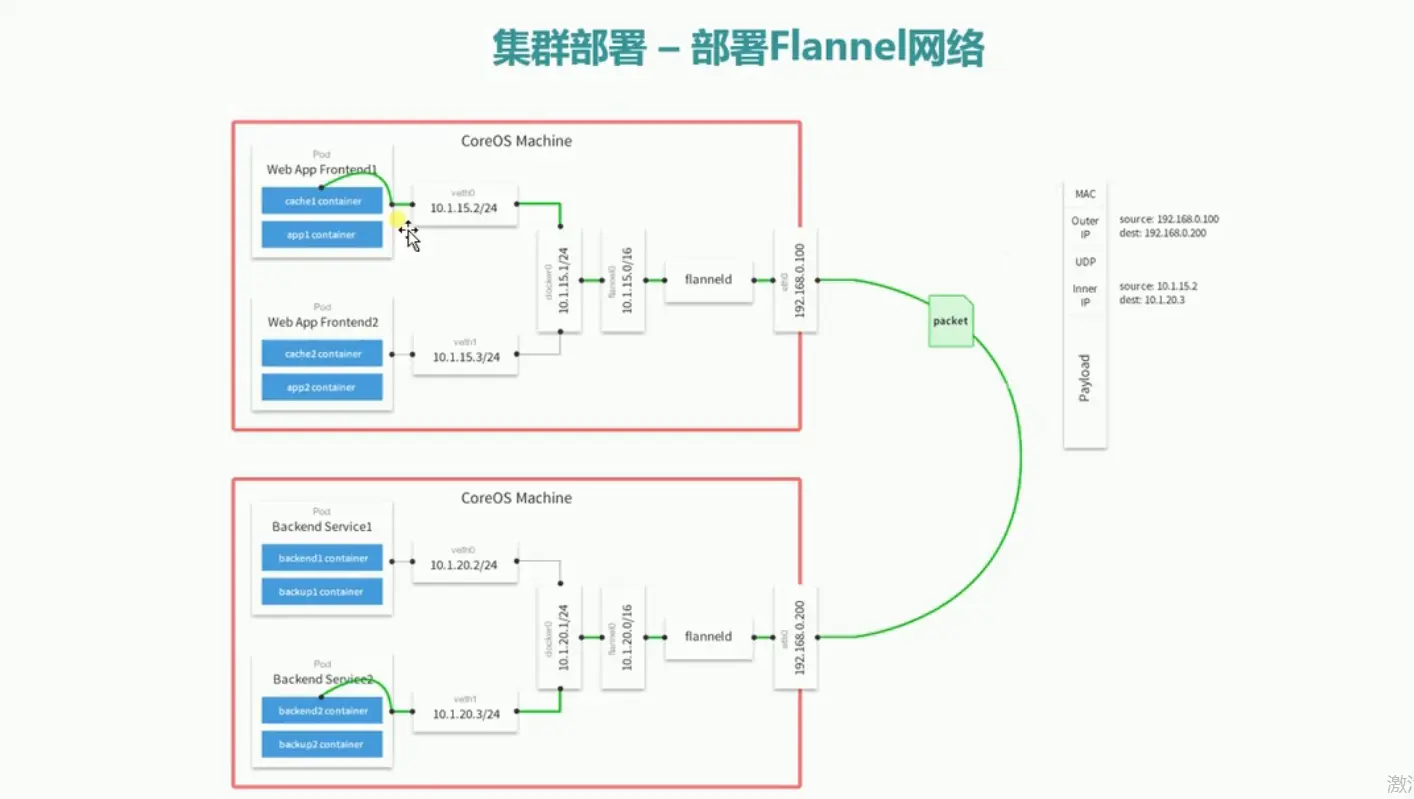 集群部署 – 部署Flannel网络
CoreOS Machine
Pod
Web App Frontend1
cache1 container
app1 container
veth0
10.1.15.2/24
Pod
Web App Frontend2
cache2 container
app2 container
veth1
10.1.15.3/24
docker0
10.1.15.1/24
flannel0
10.1.15.0/16
flanneld
eth0
192.168.0.100
packet
MAC
Outer
IP
source: 192.168.0.100
dest: 192.168.0.200
UDP
Inner
IP
source: 10.1.15.2
dest: 10.1.20.3
Payload
CoreOS Machine
Pod
Backend Service1
backend1 container
backup1 container
veth0
10.1.20.2/24
Pod
Backend Service2
backend2 container
backup2 container
veth1
10.1.20.3/24
docker0
10.1.20.1/24
flannel0
10.1.20.0/16
flanneld
eth0
192.168.0.200